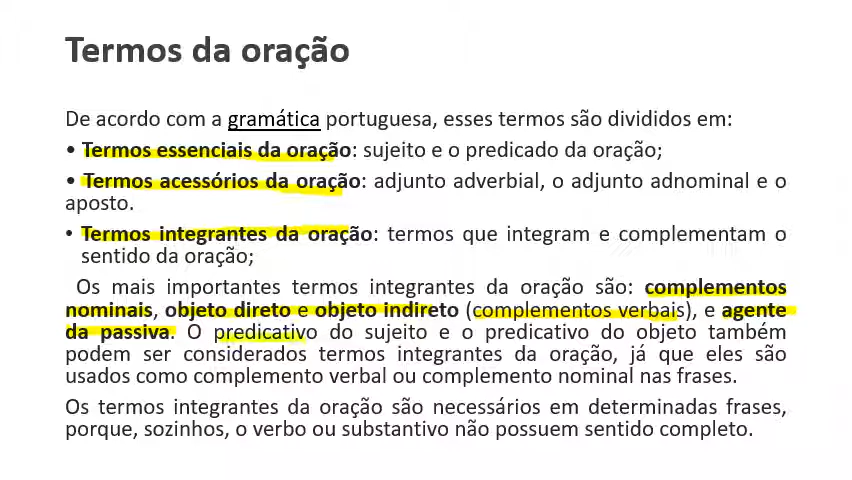 Termos da oração
De acordo com a gramática portuguesa, esses termos são divididos em:
• Termos essenciais da oração: sujeito e o predicado da oração;
• Termos acessórios da oração: adjunto adverbial, o adjunto adnominal e o
aposto.
• Termos integrantes da oração: termos que integram e complementam o
sentido da oração;
Os mais importantes termos integrantes da oração são: complementos
nominais, objeto direto e objeto indireto (complementos verbais), e agente
da passiva. O predicativo do sujeito e o predicativo do objeto também
podem ser considerados termos integrantes da oração, já que eles são
usados como complemento verbal ou complemento nominal nas frases.
Os termos integrantes da oração são necessários em determinadas frases,
porque, sozinhos, o verbo ou substantivo não possuem sentido completo.